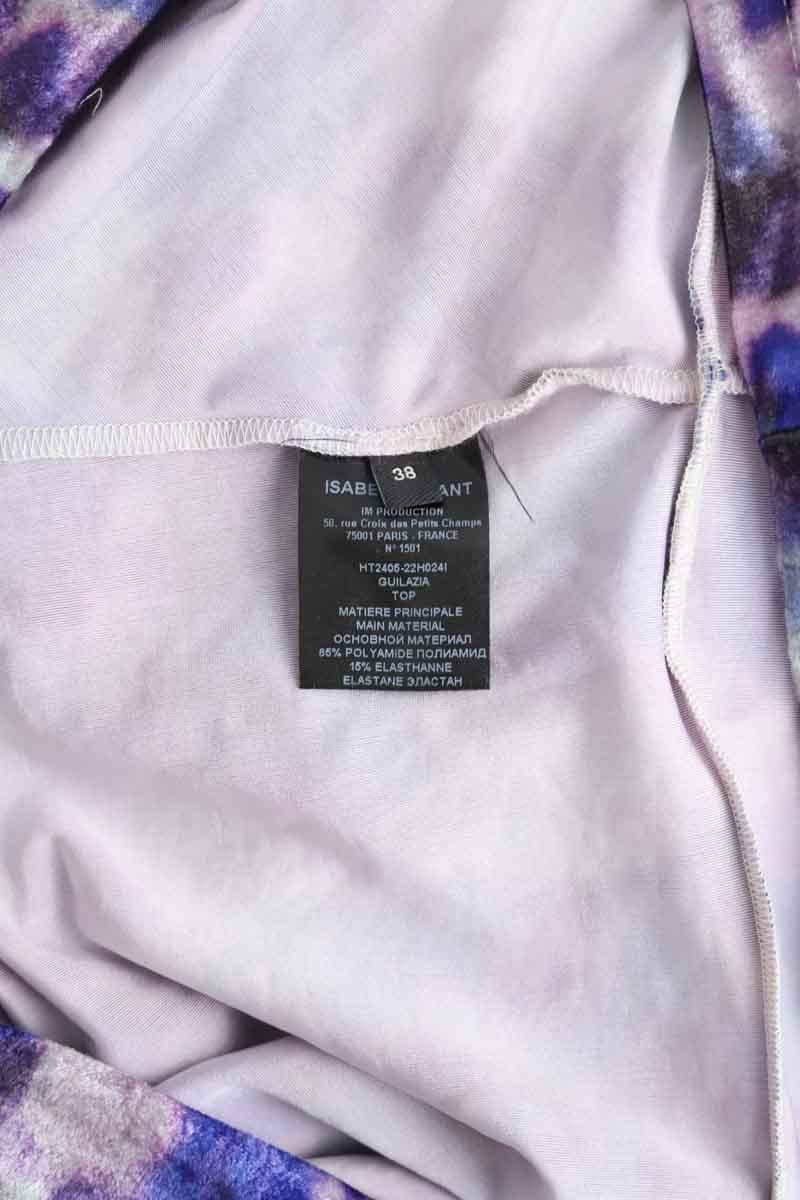 38
ISABE ANT
IM PRODUCTION
50, rue Croix des Petits Champs
75001 PARIS - FRANCE
N° 1501
HT2405-22H024I
GUILAZIA
TOP
MATIERE PRINCIPALE
MAIN MATERIAL
ОСНОВНОЙ МАТЕРИАЛ
85% POLYAMIDE ПОЛИАМИД
15% ELASTHANNE
ELASTANE ЭЛАСТАН